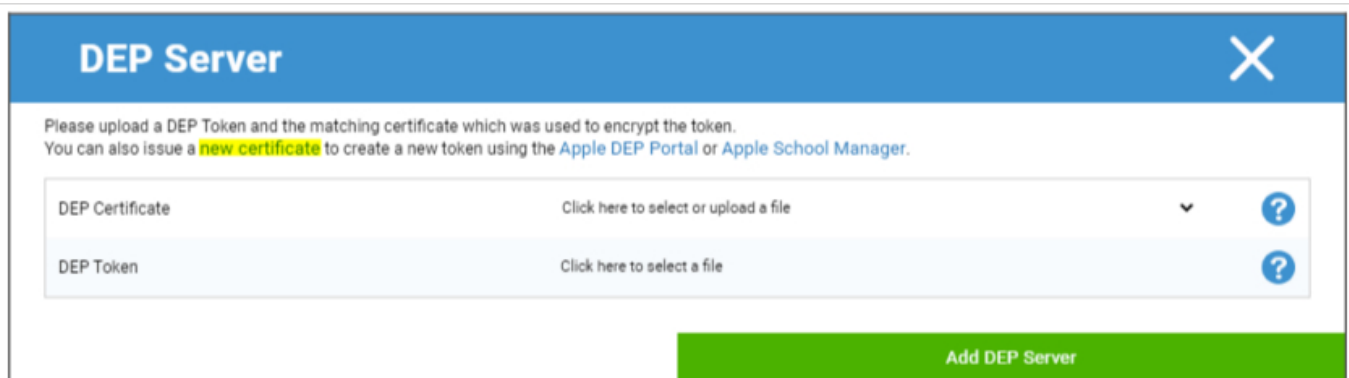 DEP Server
Please upload a DEP Token and the matching certificate which was used to encrypt the token.
You can also issue a new certificate to create a new token using the Apple DEP Portal or Apple School Manager.
DEP Certificate Click here to select or upload a file ?
DEP Token Click here to select a file ?
Add DEP Server